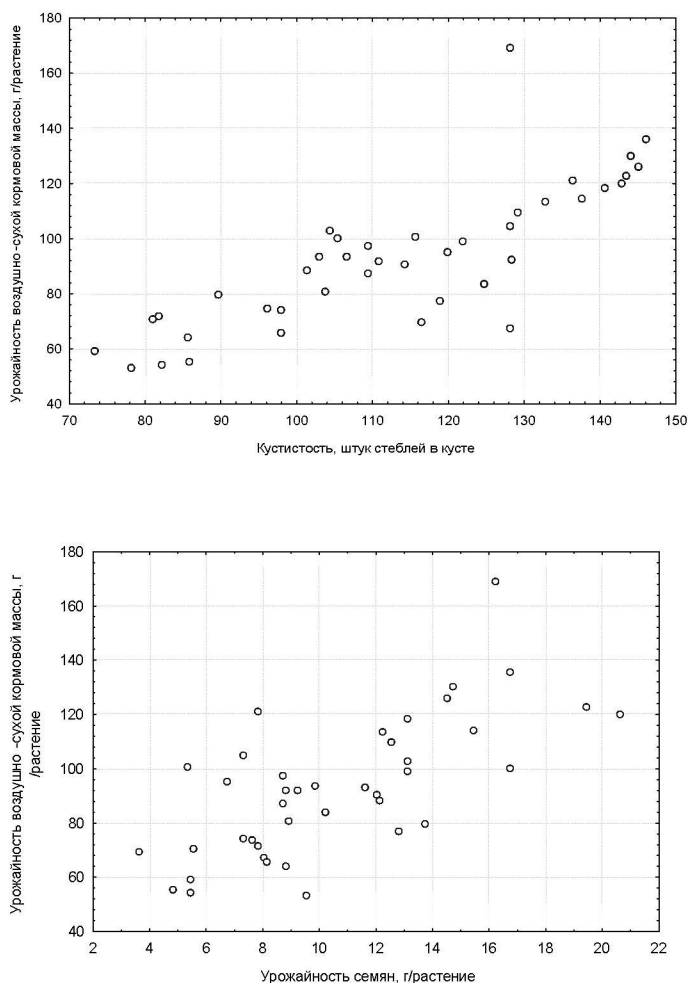 180
160
140
120
100
80
60
40
Урожайность воздушно -сухой кормовой массы, г/растение
70 80 90 100 110 120 130 140 150
Кустистость, штук стеблей в кусте
180
160
140
120
100
80
60
40
Урожайность воздушно -сухой кормовой массы, г
/растение
2 4 6 8 10 12 14 16 18 20 22
Урожайность семян, г/растение